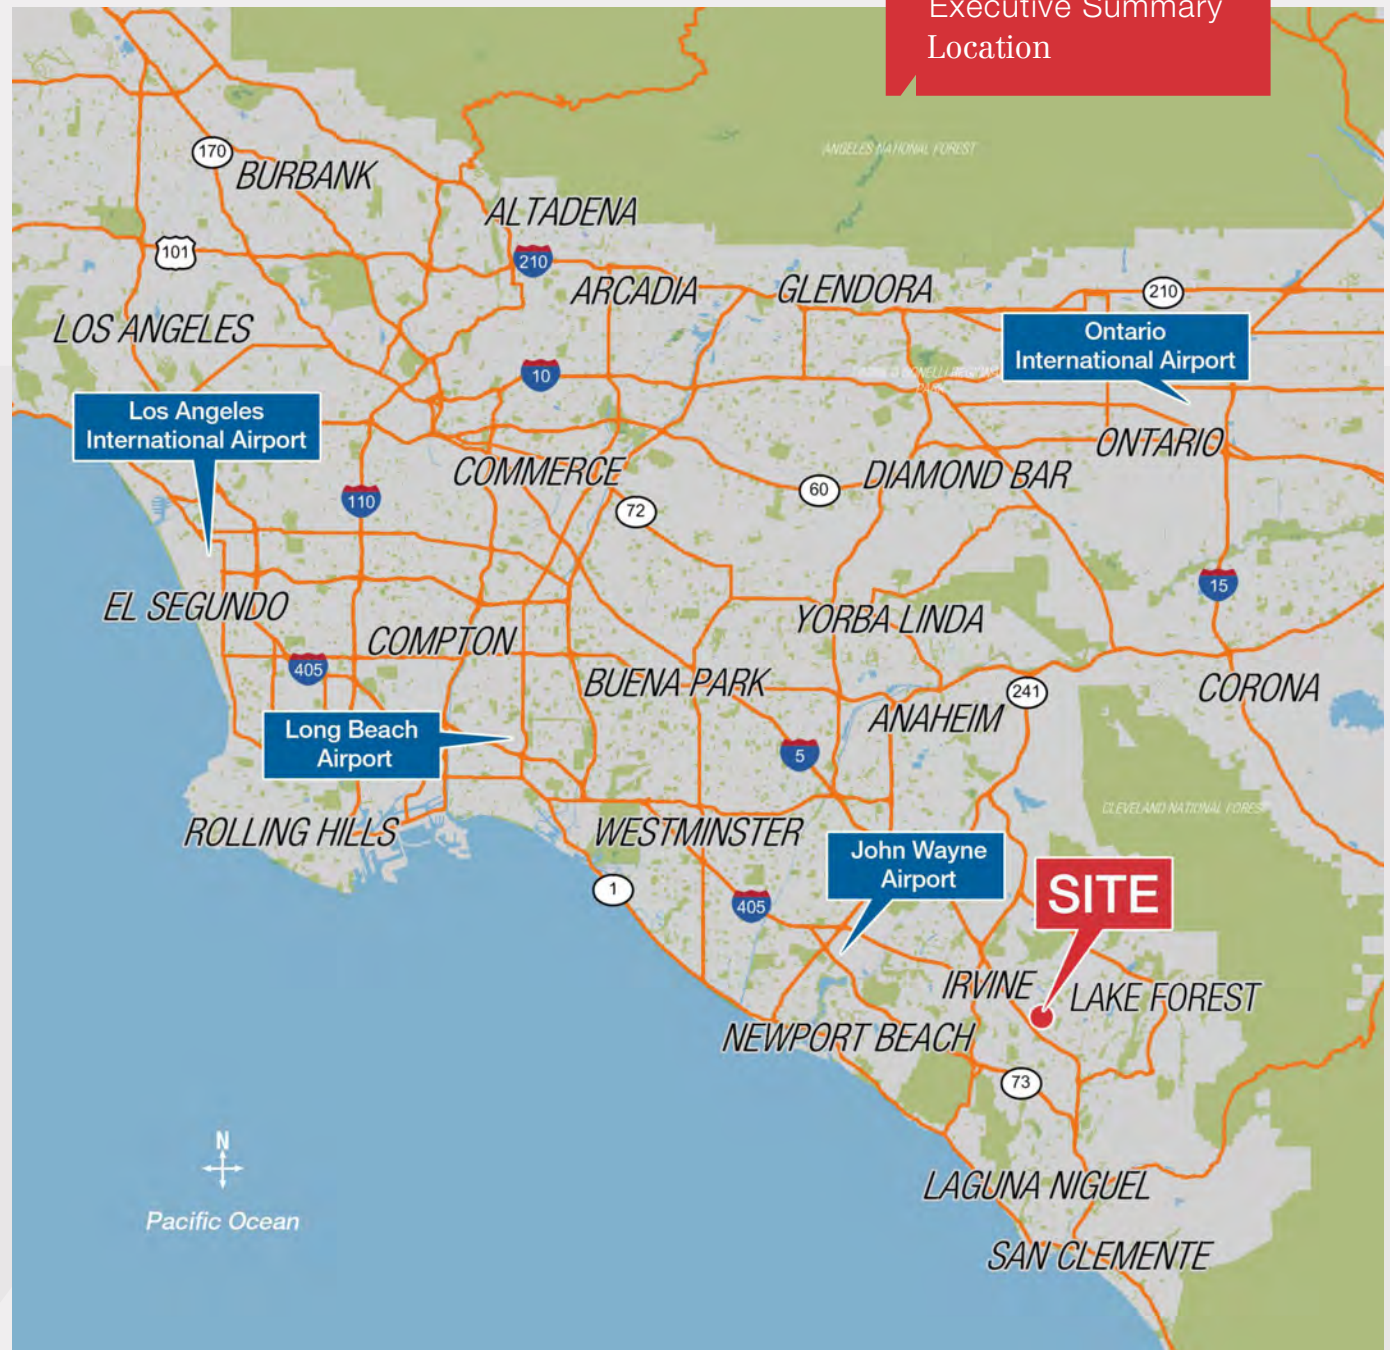 Executive Summary
Location
ANGELES NATIONAL FOREST
170
BURBANK
ALTADENA
101
210
ARCADIA
GLENDORA
210
LOS ANGELES
Ontario
International Airport
10
Los Angeles
International Airport
ONTARIO
COMMERCE
DIAMOND BAR
60
110
72
15
EL SEGUNDO
YORBA LINDA
COMPTON
405
BUENA PARK
241
CORONA
ANAHEIM
Long Beach
Airport
5
CLEVELAND NATIONAL FOREST
ROLLING HILLS
WESTMINSTER
John Wayne
Airport
1
SITE
405
IRVINE
LAKE FOREST
NEWPORT BEACH
73
N
LAGUNA NIGUEL
Pacific Ocean
SAN CLEMENTE